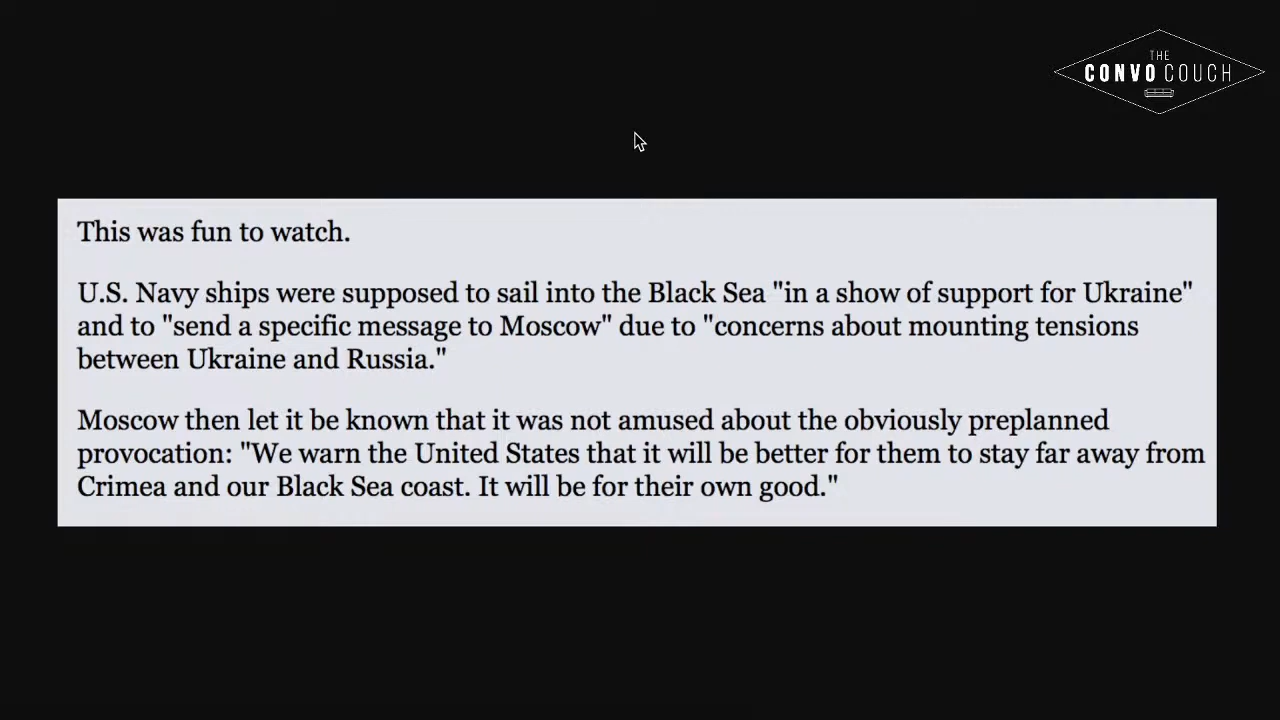 THE
CONVO COUCH
This was fun to watch.
U.S. Navy ships were supposed to sail into the Black Sea "in a show of support for Ukraine"
and to "send a specific message to Moscow" due to "concerns about mounting tensions
between Ukraine and Russia."
Moscow then let it be known that it was not amused about the obviously preplanned
provocation: "We warn the United States that it will be better for them to stay far away from
Crimea and our Black Sea coast. It will be for their own good."